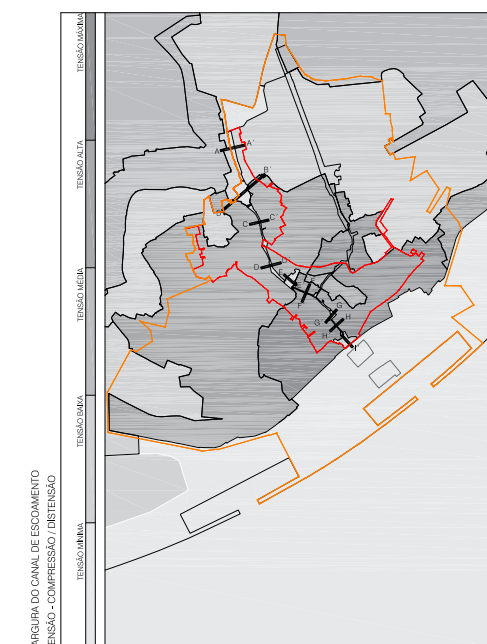 TENSÃO MÁXIMA
TENSÃO ALTA
TENSÃO MÉDIA
TENSÃO BAIXA
TENSÃO MÍNIMA
ARGURA DO CANAL DE ESCOAMENTO
ENSÃO - COMPRESSÃO / DISTENSÃO
A A'
B B'
C C'
D
E
F
G G
H H